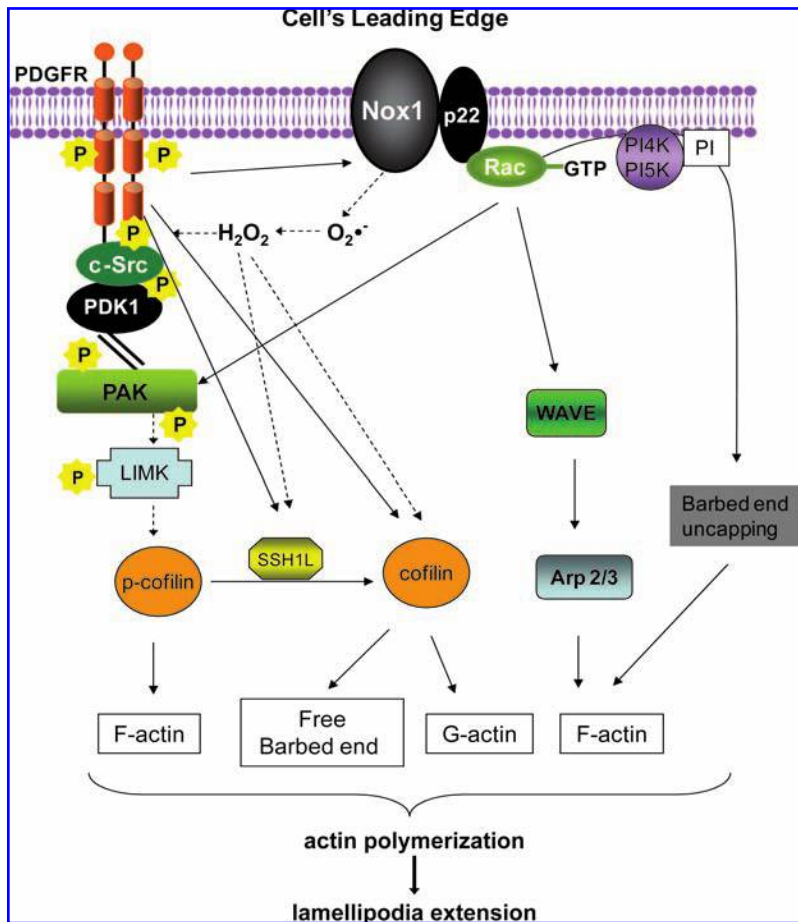 Cell's Leading Edge
PDGFR
Nox1
p22
P
P
Rac
GTP
PI4K
PI5K
PI
P
H2O2
O2•-
c-Src
P
PDK1
P
PAK
P
WAVE
P
LIMK
Barbed end
uncapping
SSH1L
p-cofilin
cofilin
Arp 2/3
F-actin
Free
Barbed end
G-actin
F-actin
actin polymerization
lamellipodia extension